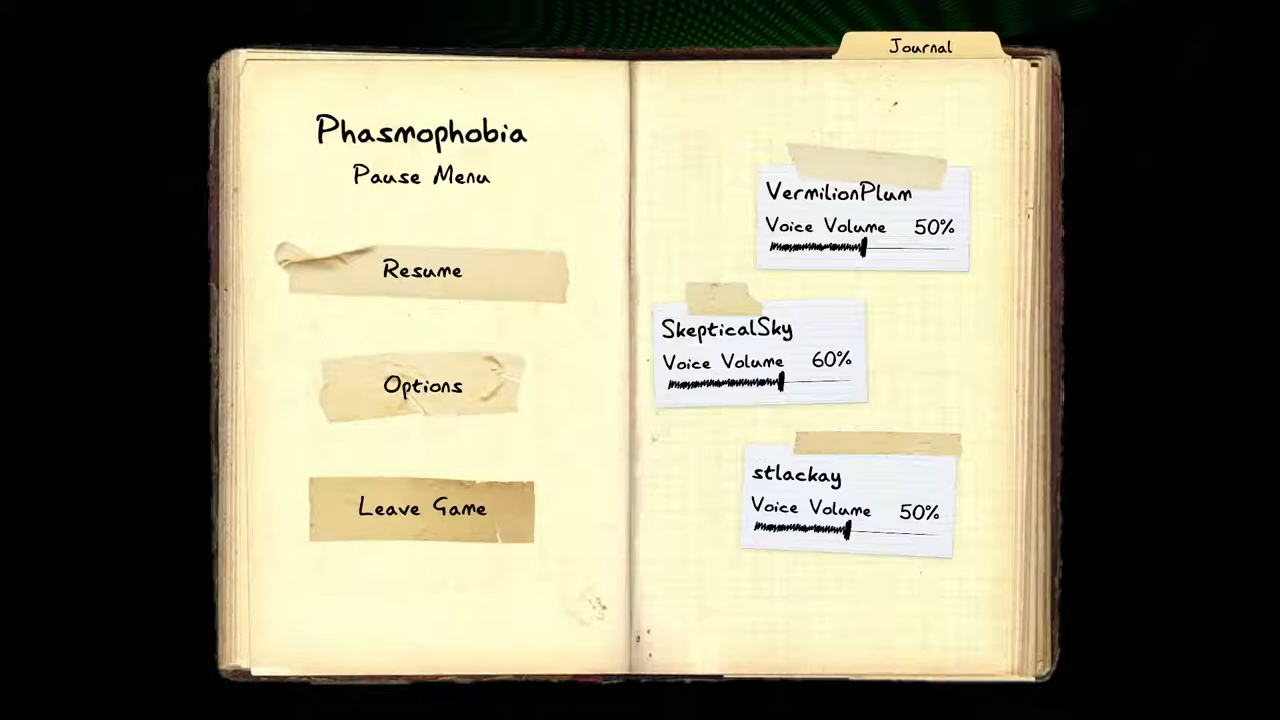 Journal
Phasmophobia
Pause Menu
Resume
Options
Leave Game
VermilionPlum
Voice Volume 50%
SkepticalSky
Voice Volume 60%
stlackay
Voice Volume 50%